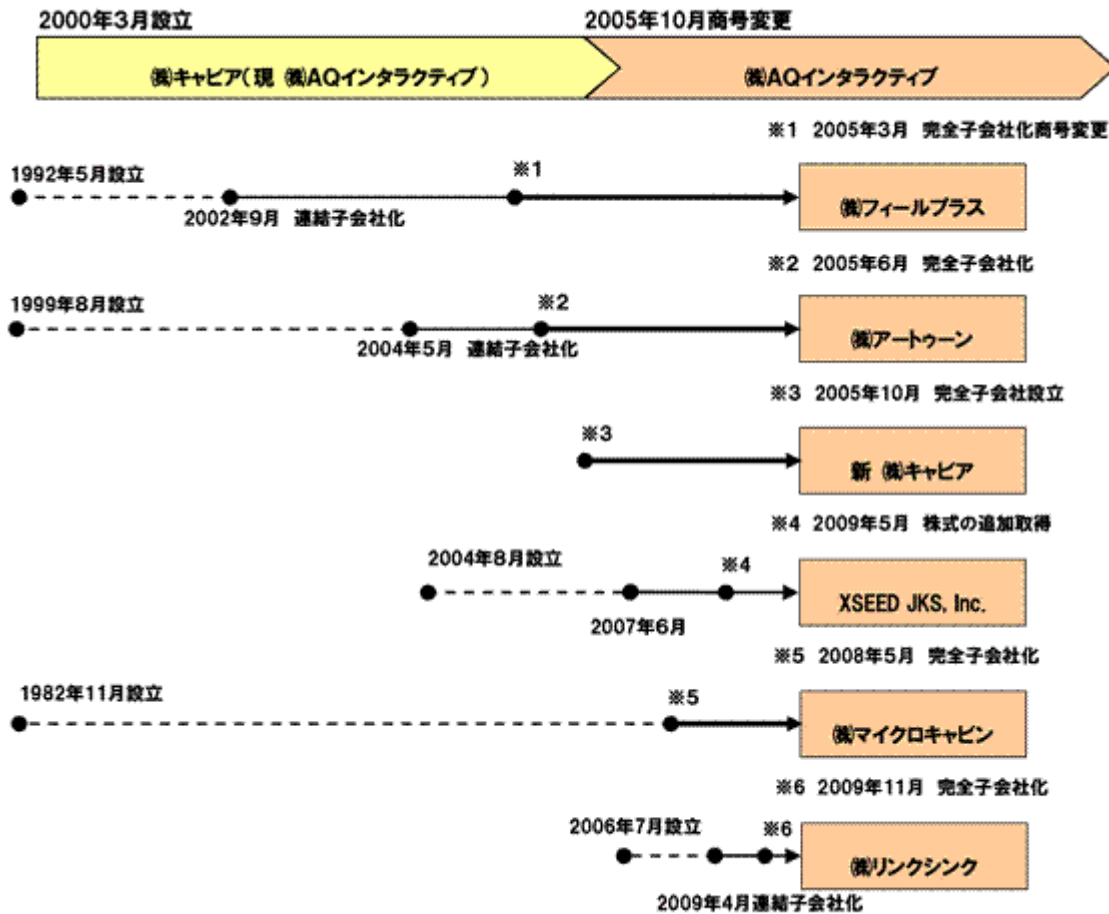 2000年3月設立
2005年10月商号変更
㈱キャビア(現 ㈱AQインタラクティブ)
㈱AQインタラクティブ
※1 2005年3月 完全子会社化商号変更
1992年5月設立
※1
㈱フィールプラス
2002年9月 連結子会社化
※2 2005年6月 完全子会社化
1999年8月設立
※2
㈱アートゥーン
2004年5月 連結子会社化
※3 2005年10月 完全子会社設立
※3
新 ㈱キャビア
※4 2009年5月 株式の追加取得
2004年8月設立
※4
XSEED JKS, Inc.
2007年6月
※5 2008年5月 完全子会社化
1982年11月設立
※5
㈱マイクロキャビン
※6 2009年11月 完全子会社化
2006年7月設立
※6
㈱リンクシンク
2009年4月連結子会社化